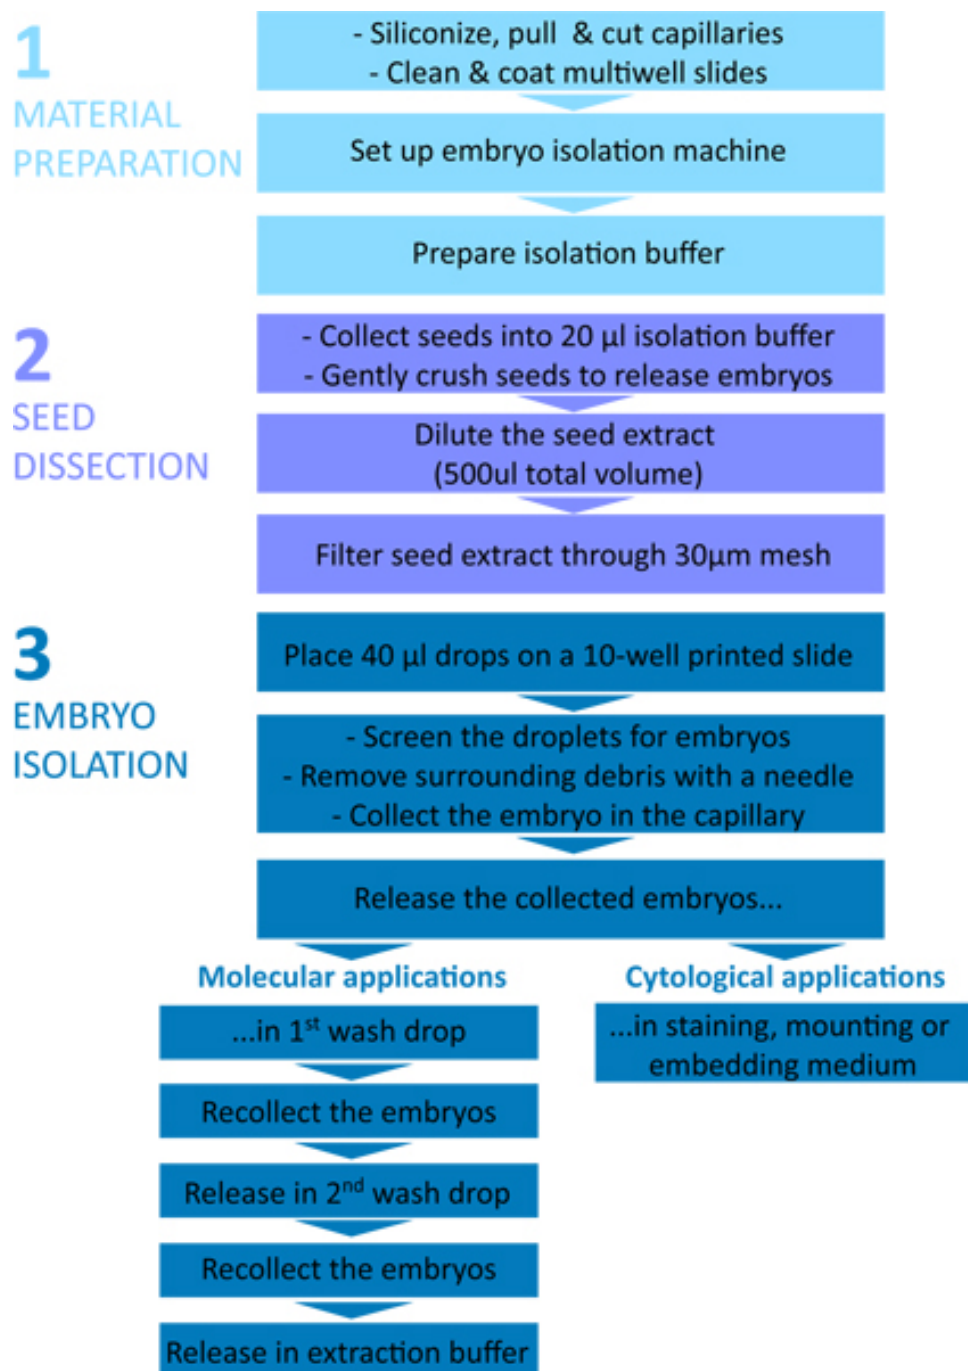 1
MATERIAL
PREPARATION
- Siliconize, pull & cut capillaries
- Clean & coat multiwell slides
Set up embryo isolation machine
Prepare isolation buffer
2
SEED
DISSECTION
- Collect seeds into 20 µl isolation buffer
- Gently crush seeds to release embryos
Dilute the seed extract
(500ul total volume)
Filter seed extract through 30µm mesh
3
EMBRYO
ISOLATION
Place 40 µl drops on a 10-well printed slide
- Screen the droplets for embryos
- Remove surrounding debris with a needle
- Collect the embryo in the capillary
Release the collected embryos...
Molecular applications
...in 1st wash drop
Recollect the embryos
Release in 2nd wash drop
Recollect the embryos
Release in extraction buffer
Cytological applications
...in staining, mounting or
embedding medium